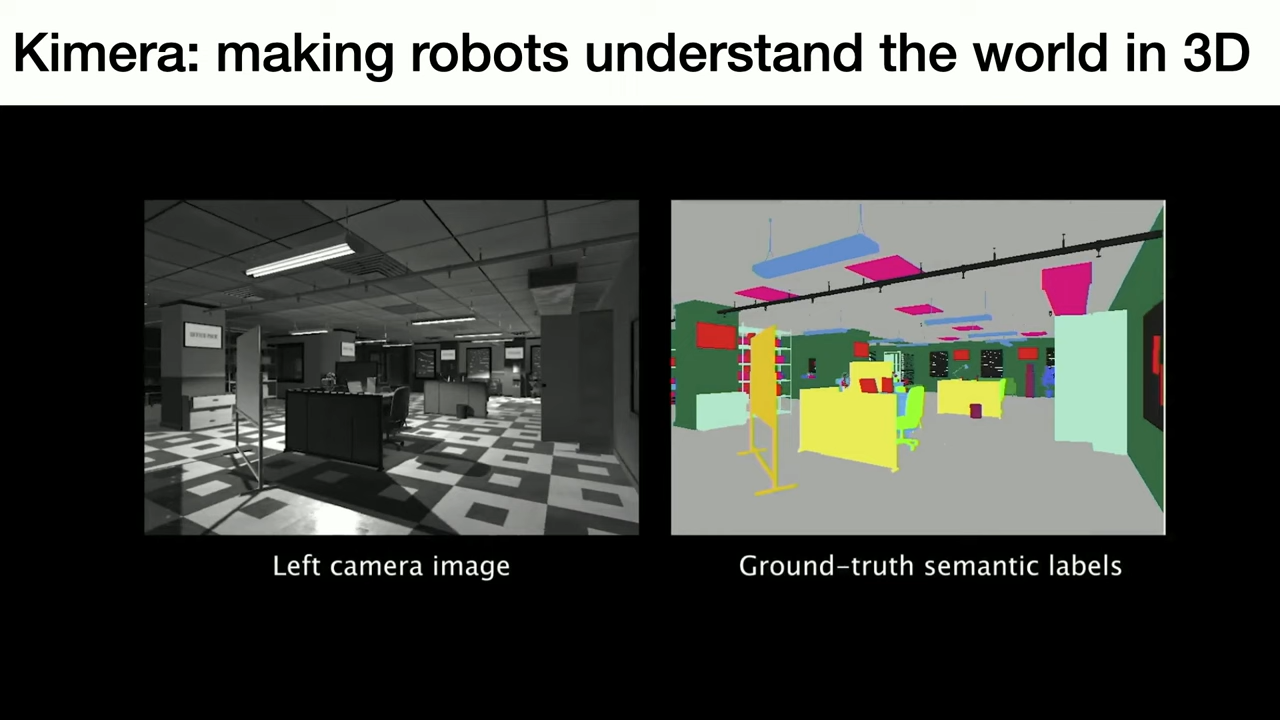 Kimera: making robots understand the world in 3D
Left camera image
Ground-truth semantic labels